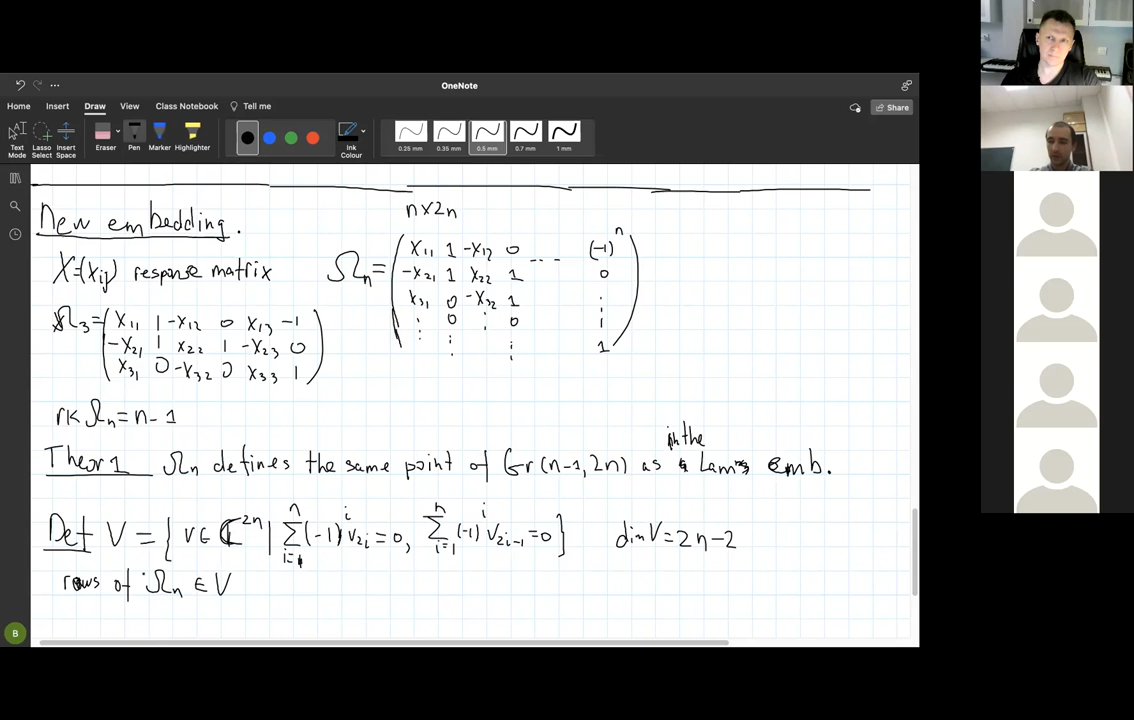 OneNote
Home Insert Draw View Class Notebook Tell me
Share
Text Mode Lasso Select Insert Space Eraser Pen Marker Highlighter Ink Colour 0.25 mm 0.35 mm 0.5 mm 0.7 mm 1 mm
New embedding.
n×2n
X=(x_ij) response matrix
Ω_n = ( x_11 1 -x_12 0 ... (-1)^n
-x_21 1 x_22 1 0
x_31 0 -x_32 1 ⋮
⋮ 0 ⋮ 0 ⋮
⋮ ⋮ ⋮ 1 )
Ω_3 = ( x_11 1 -x_12 0 x_13 -1
-x_21 1 x_22 1 -x_23 0
x_31 0 -x_32 0 x_33 1 )
rk Ω_n = n-1
Theor 1 Ω_n defines the same point of Gr(n-1, 2n) as in the Lam's emb.
Def V = { v ∈ ℂ^2n | ∑_{i=1}^n (-1)^i v_2i = 0, ∑_{i=1}^n (-1)^i v_{2i-1} = 0 } dim V = 2n-2
rows of Ω_n ∈ V
B